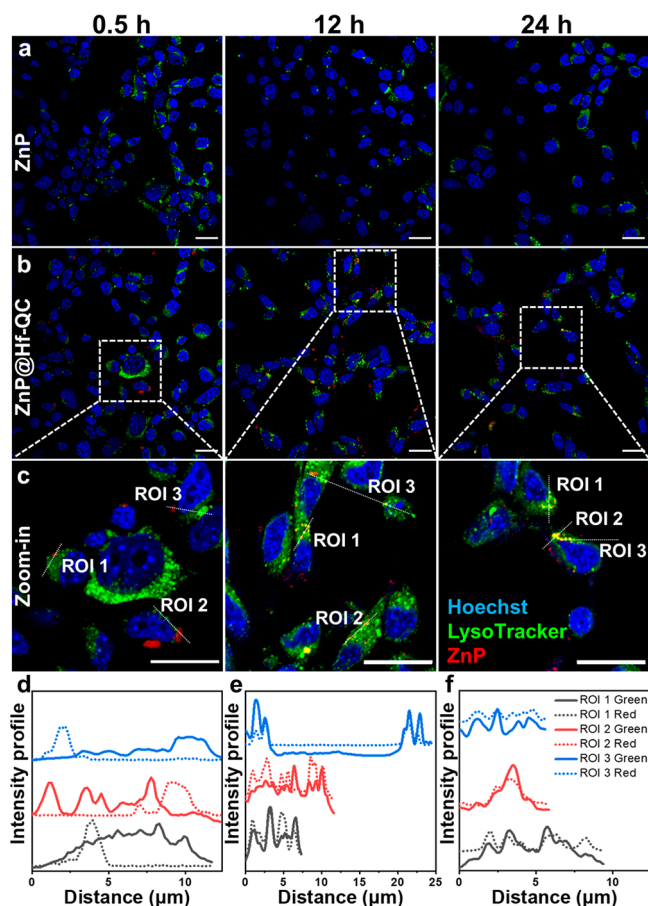 0.5 h 12 h 24 h
a
ZnP
b
ZnP@Hf-QC
c
Zoom-in
ROI 3
ROI 1
ROI 2
ROI 3
ROI 1
ROI 2
ROI 1
ROI 2
ROI 3
Hoechst
LysoTracker
ZnP
d e f
Intensity profile
Intensity profile
Intensity profile
ROI 1 Green
ROI 1 Red
ROI 2 Green
ROI 2 Red
ROI 3 Green
ROI 3 Red
0 5 10
0 5 10 15 20 25
0 5 10
Distance (µm) Distance (µm) Distance (µm)